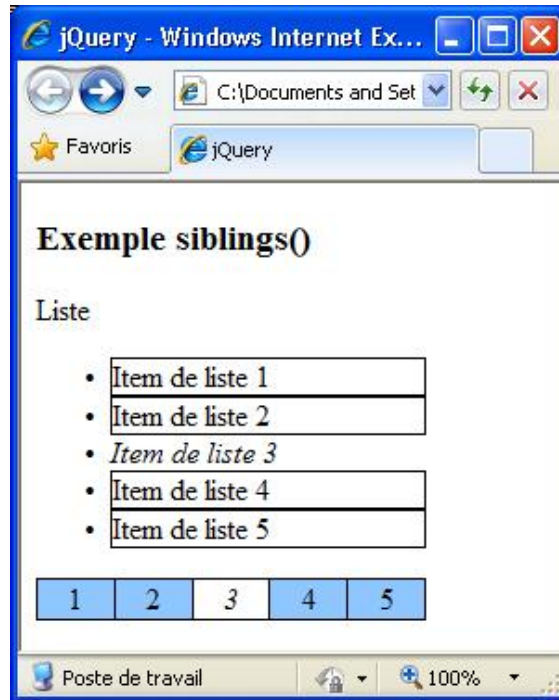 jQuery - Windows Internet Ex...
C:\Documents and Set
Favoris
jQuery
Exemple siblings()
Liste
• Item de liste 1
• Item de liste 2
• Item de liste 3
• Item de liste 4
• Item de liste 5
1 2 3 4 5
Poste de travail 100%